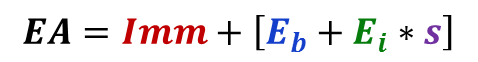 EA = Imm + [E_b + E_i * s]